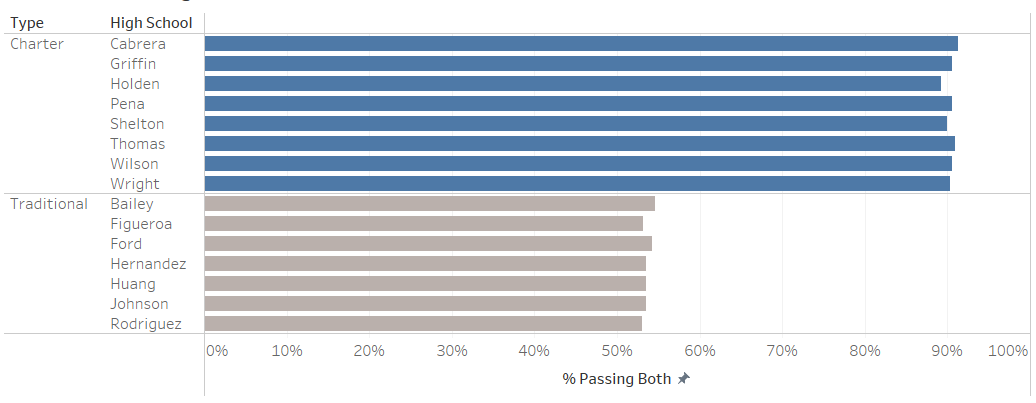 Type High School
Charter Cabrera
Griffin
Holden
Pena
Shelton
Thomas
Wilson
Wright
Traditional Bailey
Figueroa
Ford
Hernandez
Huang
Johnson
Rodriguez
0% 10% 20% 30% 40% 50% 60% 70% 80% 90% 100%
% Passing Both